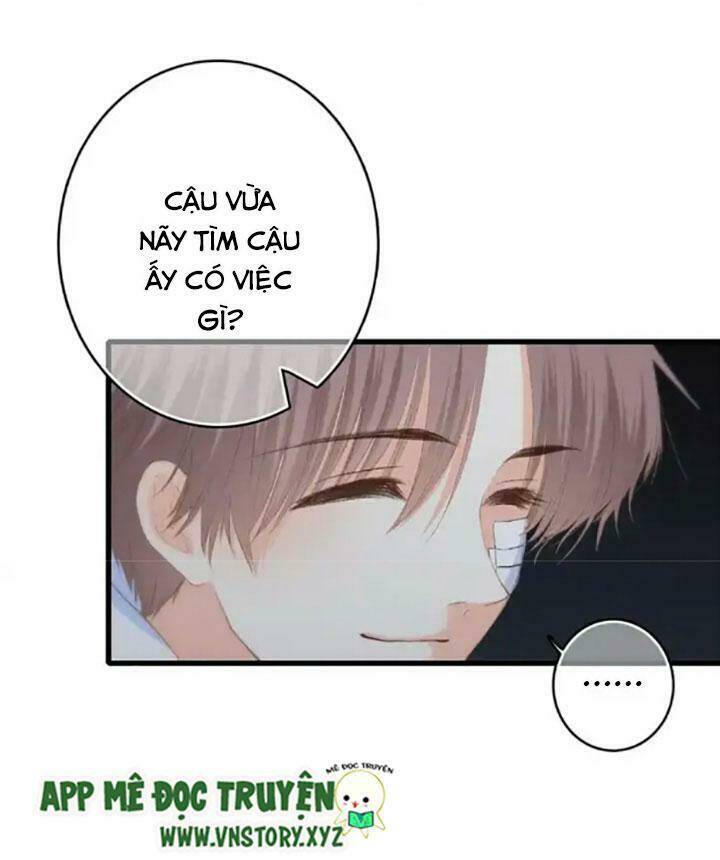 CẬU VỪA
NÃY TÌM CẬU
ẤY CÓ VIỆC
GÌ?
......
MÊ ĐỌC TRUYỆN
APP MÊ ĐỌC TRUYỆN
WWW.VNSTORY.XYZ